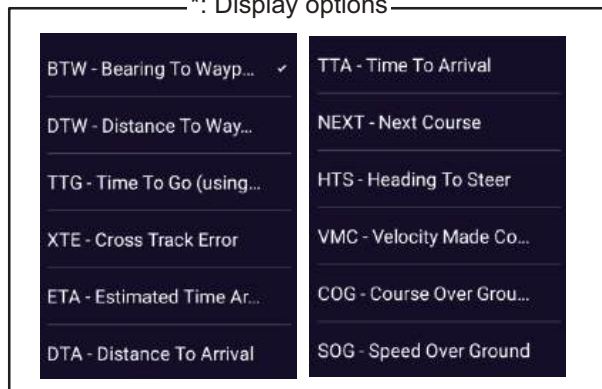 *: Display options
BTW - Bearing To Wayp...
DTW - Distance To Way...
TTG - Time To Go (using...
XTE - Cross Track Error
ETA - Estimated Time Ar...
DTA - Distance To Arrival
TTA - Time To Arrival
NEXT - Next Course
HTS - Heading To Steer
VMC - Velocity Made Co...
COG - Course Over Grou...
SOG - Speed Over Ground